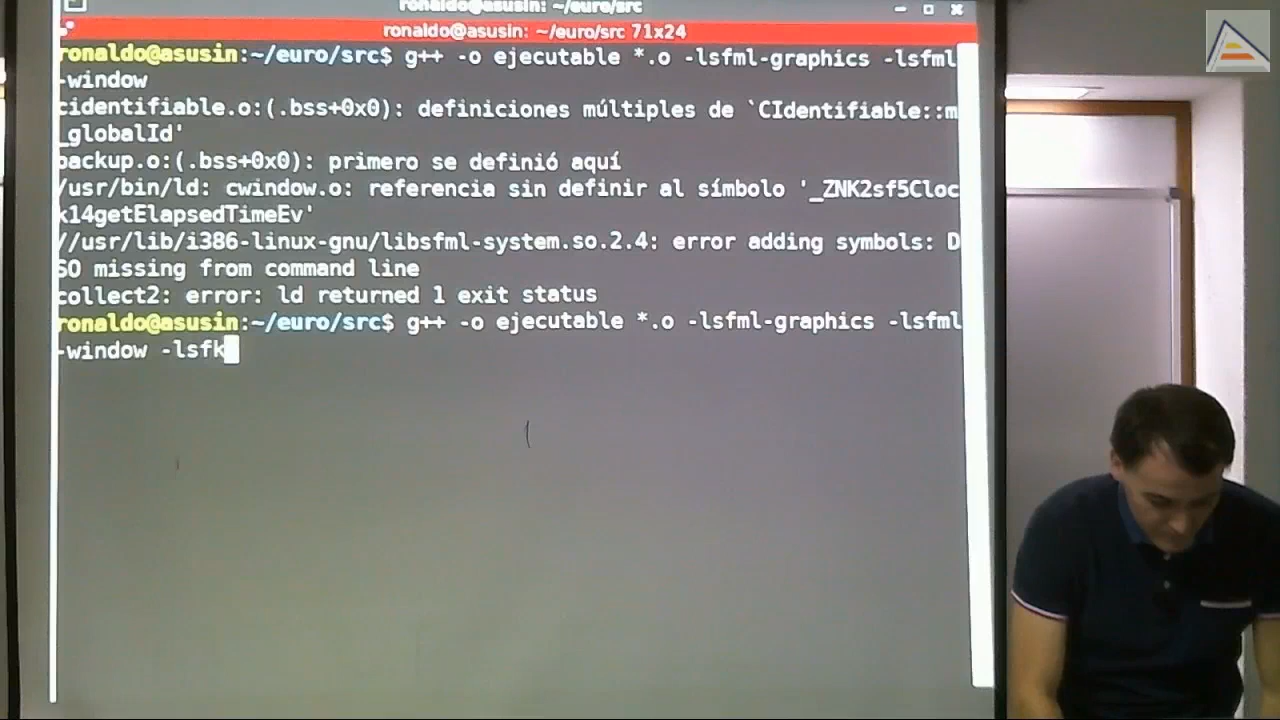 ronaldo@asusin: ~/euro/src
ronaldo@asusin: ~/euro/src 71x24
ronaldo@asusin:~/euro/src$ g++ -o ejecutable *.o -lsfml-graphics -lsfml
-window
cidentifiable.o:(.bss+0x0): definiciones múltiples de `CIdentifiable::m
_globalId'
backup.o:(.bss+0x0): primero se definió aquí
/usr/bin/ld: cwindow.o: referencia sin definir al símbolo '_ZNK2sf5Cloc
k14getElapsedTimeEv'
//usr/lib/i386-linux-gnu/libsfml-system.so.2.4: error adding symbols: D
SO missing from command line
collect2: error: ld returned 1 exit status
ronaldo@asusin:~/euro/src$ g++ -o ejecutable *.o -lsfml-graphics -lsfml
-window -lsfk